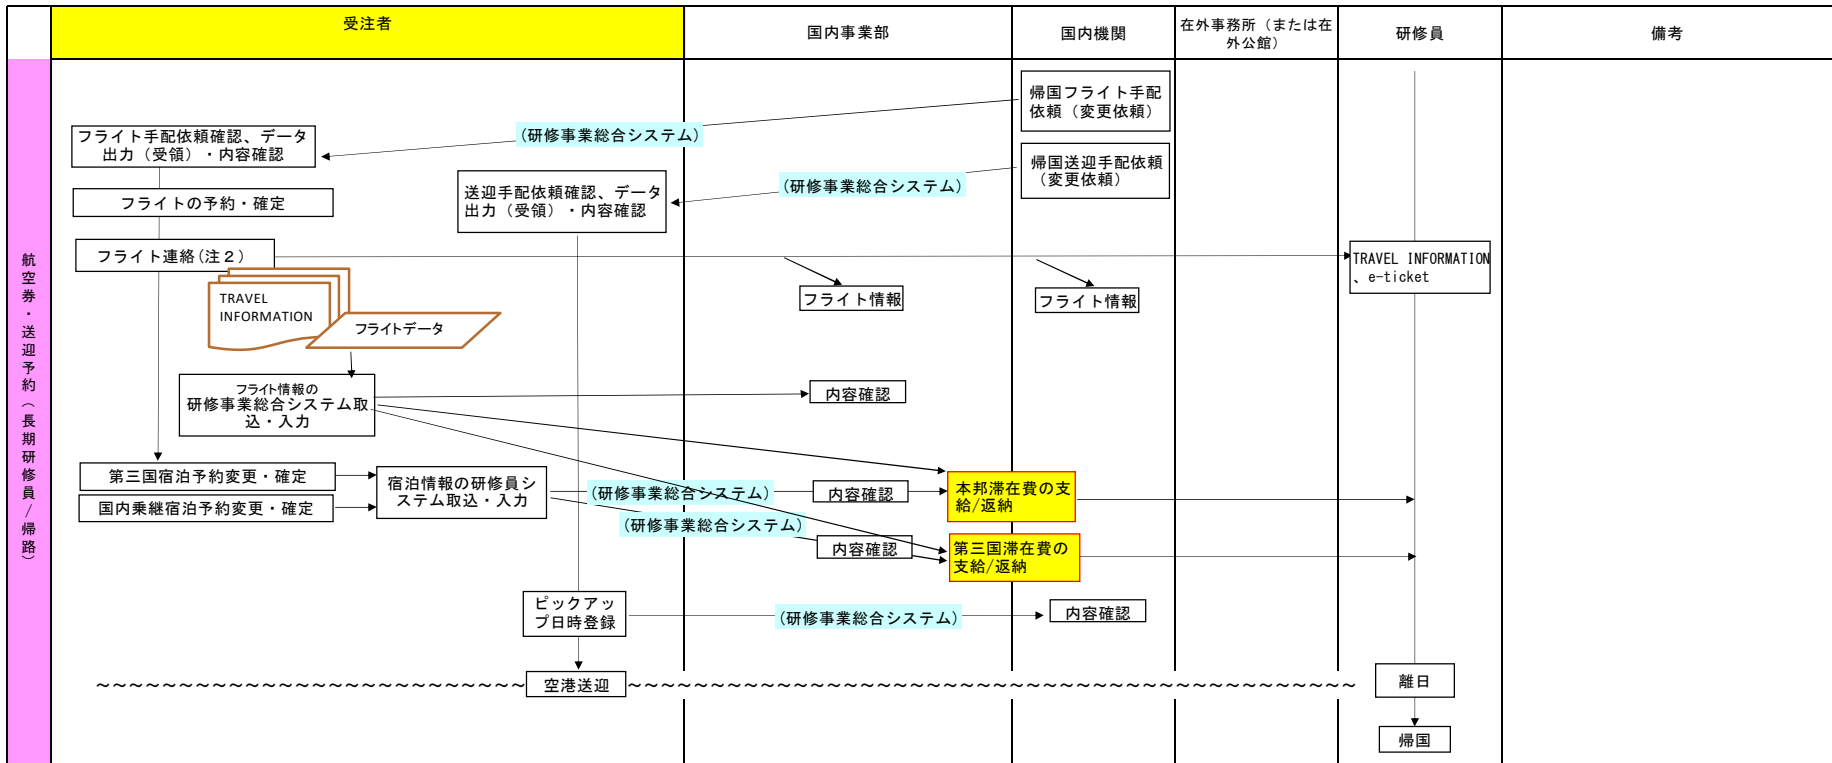 受注者
国内事業部
国内機関
在外事務所（または在
外公館）
研修員
備考
航空券・送迎予約（長期研修員/帰路）
帰国フライト手配
依頼（変更依頼）
(研修事業総合システム)
フライト手配依頼確認、データ
出力（受領）・内容確認
帰国送迎手配依頼
（変更依頼）
(研修事業総合システム)
送迎手配依頼確認、データ
出力（受領）・内容確認
フライトの予約・確定
フライト連絡(注２)
TRAVEL INFORMATION
、e-ticket
フライト情報
フライト情報
TRAVEL
INFORMATION
フライトデータ
フライト情報の
研修事業総合システム取
込・入力
内容確認
第三国宿泊予約変更・確定
国内乗継宿泊予約変更・確定
宿泊情報の研修員シ
ステム取込・入力
(研修事業総合システム)
内容確認
本邦滞在費の支
給/返納
(研修事業総合システム)
内容確認
第三国滞在費の
支給/返納
ピックアッ
プ日時登録
(研修事業総合システム)
内容確認
～～～～～～～～～～～～～～～～～～～～～～～～～～
空港送迎
～～～～～～～～～～～～～～～～～～～～～～～～～～～～～～～～～～～～～～～～～～～～
離日
帰国